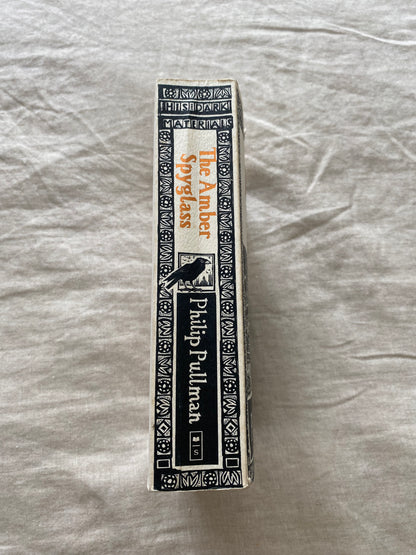 HIS DARK
MATERIALS
The Amber
Spyglass
Philip Pullman
S